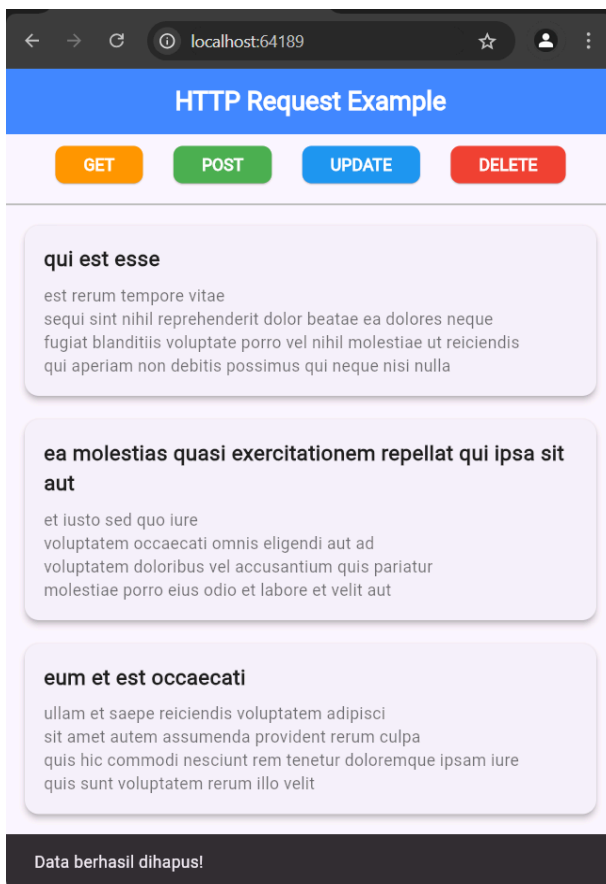 localhost:64189
HTTP Request Example
GET POST UPDATE DELETE
qui est esse
est rerum tempore vitae
sequi sint nihil reprehenderit dolor beatae ea dolores neque
fugiat blanditiis voluptate porro vel nihil molestiae ut reiciendis
qui aperiam non debitis possimus qui neque nisi nulla
ea molestias quasi exercitationem repellat qui ipsa sit
aut
et iusto sed quo iure
voluptatem occaecati omnis eligendi aut ad
voluptatem doloribus vel accusantium quis pariatur
molestiae porro eius odio et labore et velit aut
eum et est occaecati
ullam et saepe reiciendis voluptatem adipisci
sit amet autem assumenda provident rerum culpa
quis hic commodi nesciunt rem tenetur doloremque ipsam iure
quis sunt voluptatem rerum illo velit
Data berhasil dihapus!